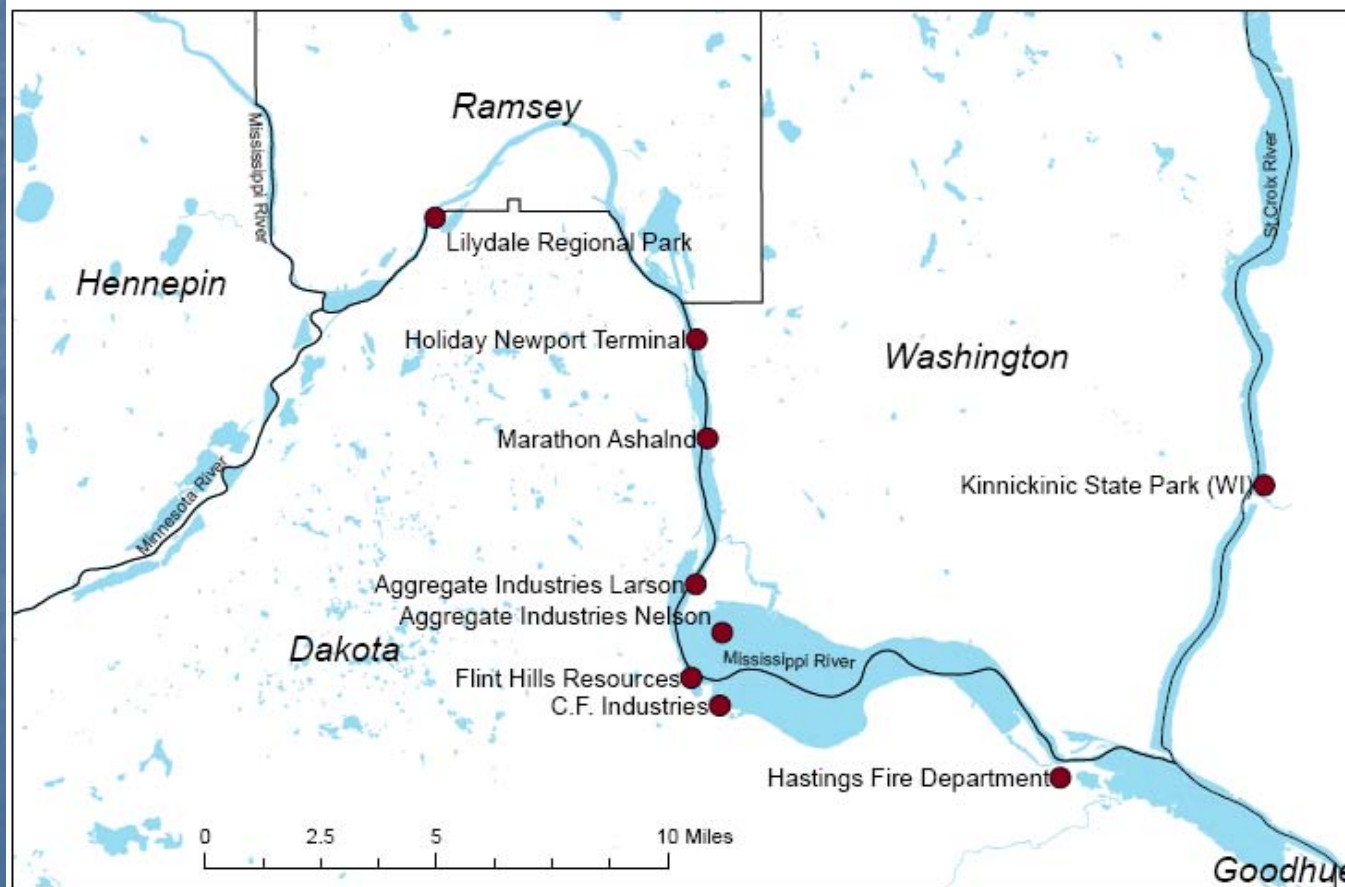 Ramsey
Mississippi River
St.Croix River
Lilydale Regional Park
Hennepin
Holiday Newport Terminal
Washington
Marathon Ashalnd
Kinnickinic State Park (WI)
Minnesota River
Aggregate Industries Larson
Aggregate Industries Nelson
Dakota
Mississippi River
Flint Hills Resources
C.F. Industries
Hastings Fire Department
0 2.5 5 10 Miles
Goodhue